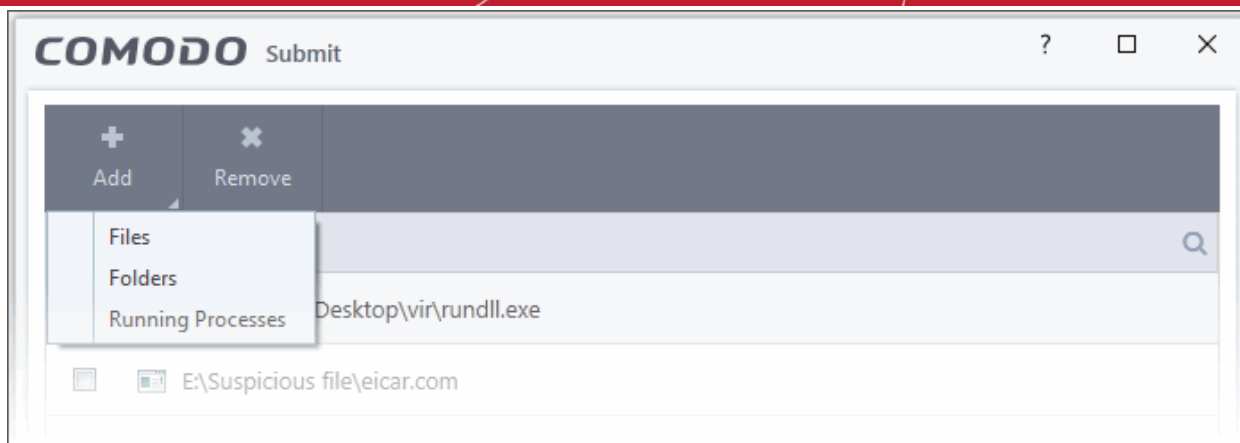 COMODO Submit ?
Add Remove
Files
Folders
Running Processes
Desktop\vir\rundll.exe
E:\Suspicious file\eicar.com